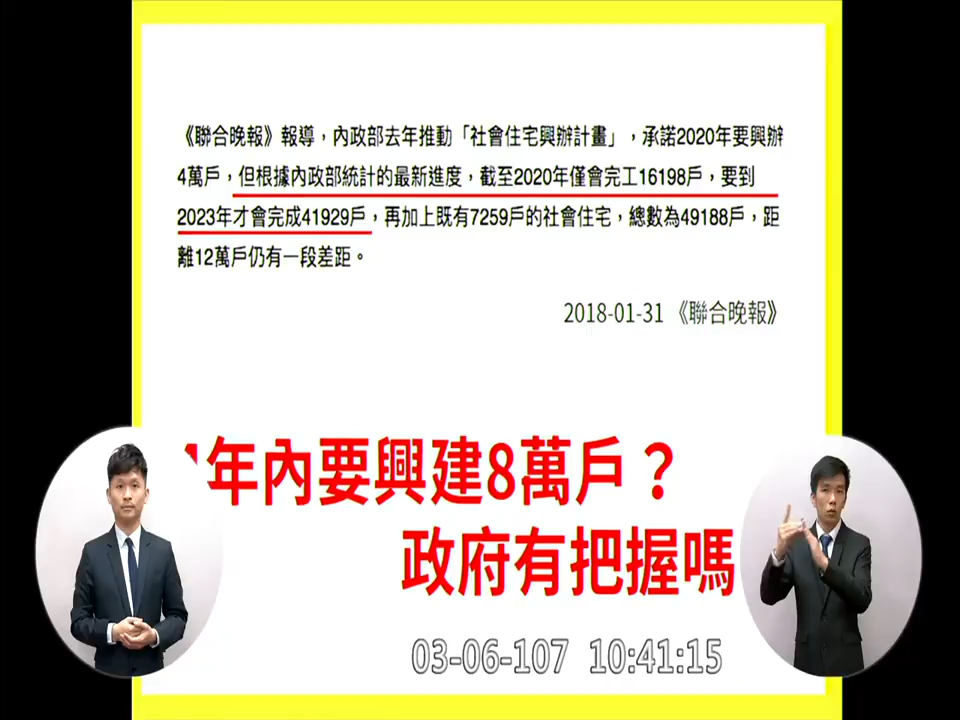 《聯合晚報》報導，內政部去年推動「社會住宅興辦計畫」，承諾2020年要興辦
4萬戶，但根據內政部統計的最新進度，截至2020年僅會完工16198戶，要到
2023年才會完成41929戶，再加上既有7259戶的社會住宅，總數為49188戶，距
離12萬戶仍有一段差距。
2018-01-31 《聯合晚報》
年內要興建8萬戶？
政府有把握嗎
03-06-107 10:41:15